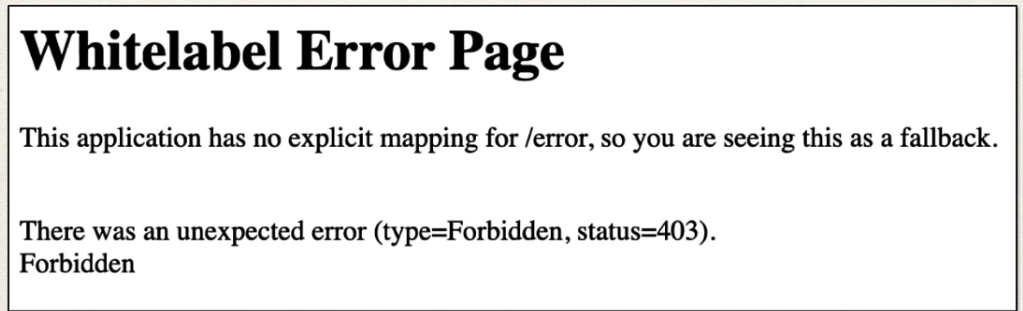 Whitelabel Error Page
This application has no explicit mapping for /error, so you are seeing this as a fallback.
There was an unexpected error (type=Forbidden, status=403).
Forbidden